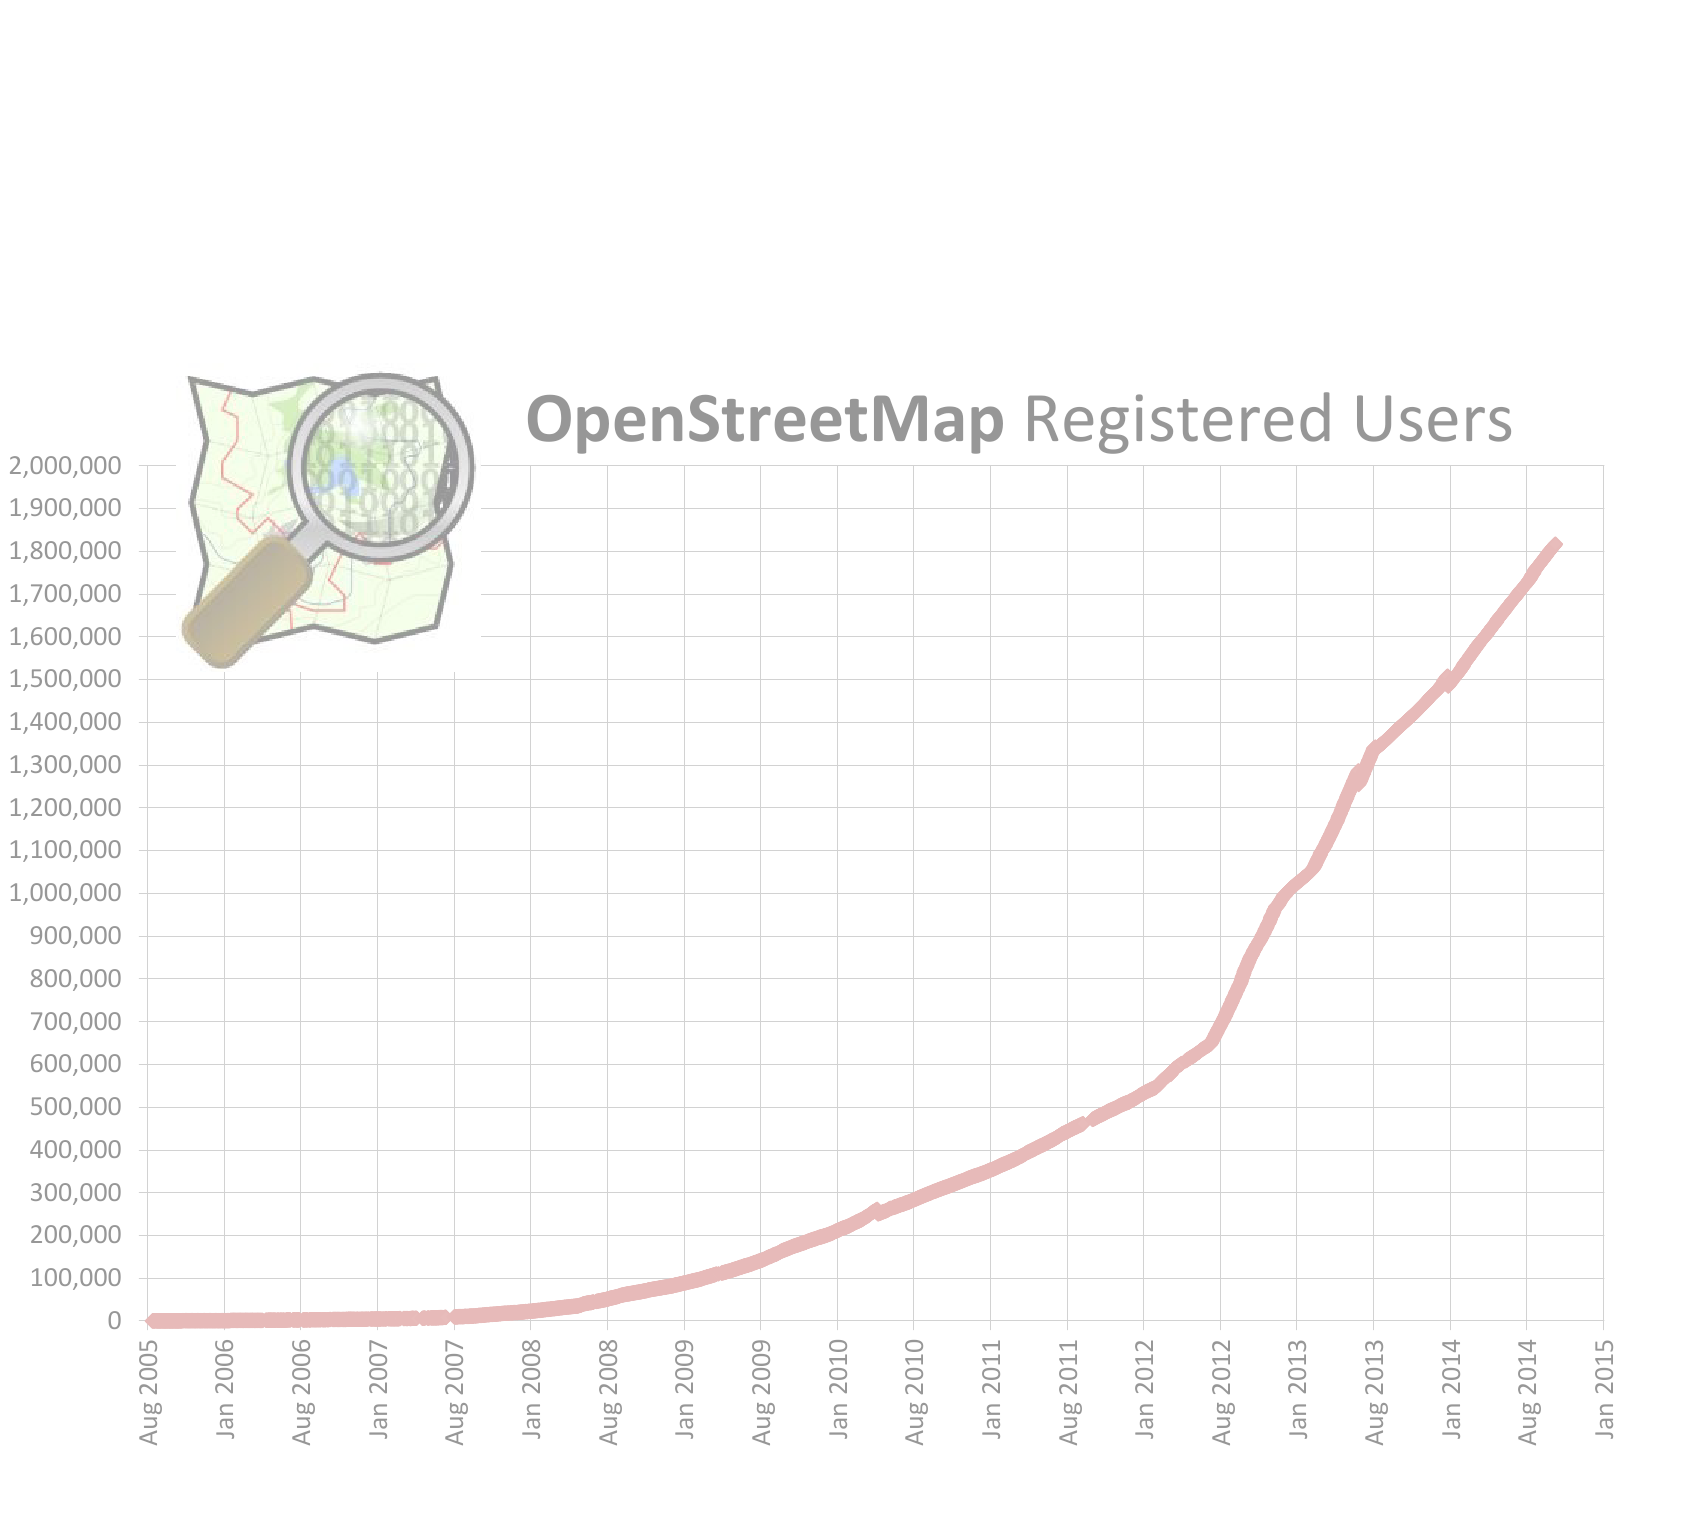 OpenStreetMap Registered Users
2,000,000
1,900,000
1,800,000
1,700,000
1,600,000
1,500,000
1,400,000
1,300,000
1,200,000
1,100,000
1,000,000
900,000
800,000
700,000
600,000
500,000
400,000
300,000
200,000
100,000
0
Aug 2005
Jan 2006
Aug 2006
Jan 2007
Aug 2007
Jan 2008
Aug 2008
Jan 2009
Aug 2009
Jan 2010
Aug 2010
Jan 2011
Aug 2011
Jan 2012
Aug 2012
Jan 2013
Aug 2013
Jan 2014
Aug 2014
Jan 2015